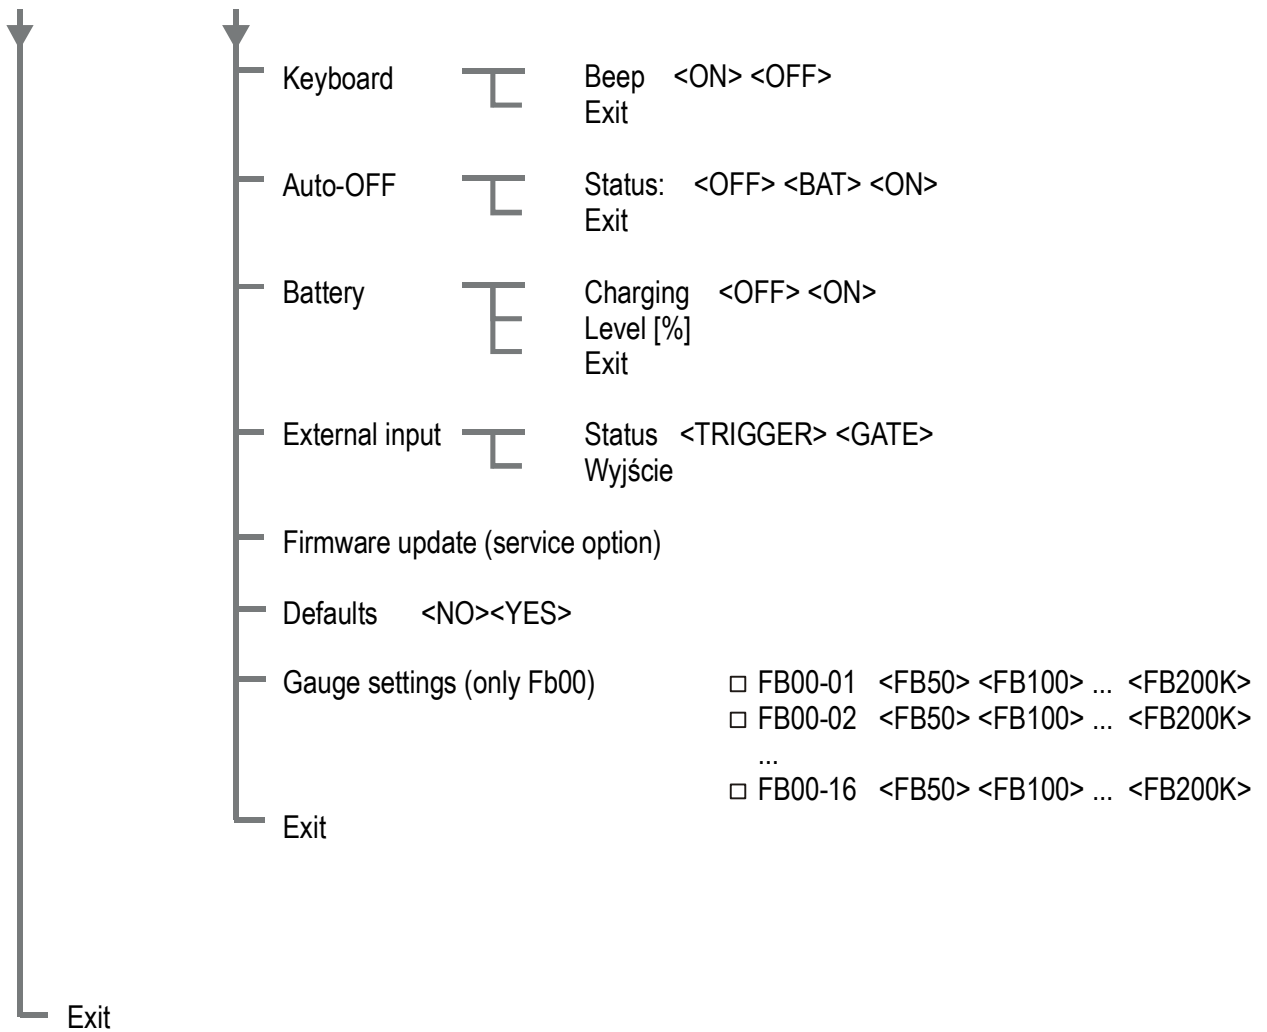 Keyboard Beep <ON> <OFF>
Exit
Auto-OFF Status: <OFF> <BAT> <ON>
Exit
Battery Charging <OFF> <ON>
Level [%]
Exit
External input Status <TRIGGER> <GATE>
Wyjście
Firmware update (service option)
Defaults <NO><YES>
Gauge settings (only Fb00) □ FB00-01 <FB50> <FB100> ... <FB200K>
□ FB00-02 <FB50> <FB100> ... <FB200K>
...
□ FB00-16 <FB50> <FB100> ... <FB200K>
Exit
Exit